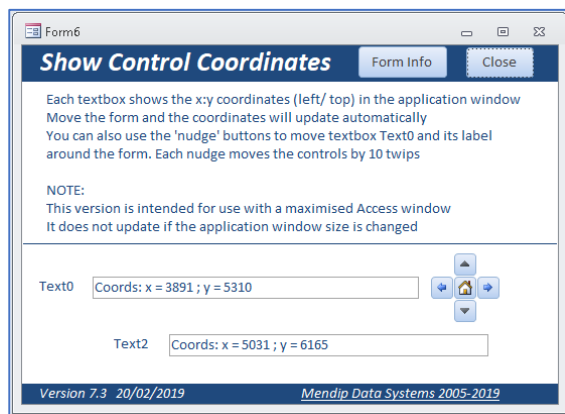 Form6
Show Control Coordinates Form Info Close
Each textbox shows the x:y coordinates (left/ top) in the application window
Move the form and the coordinates will update automatically
You can also use the 'nudge' buttons to move textbox Text0 and its label
around the form. Each nudge moves the controls by 10 twips
NOTE:
This version is intended for use with a maximised Access window
It does not update if the application window size is changed
Text0 Coords: x = 3891 ; y = 5310
Text2 Coords: x = 5031 ; y = 6165
Version 7.3 20/02/2019 Mendip Data Systems 2005-2019